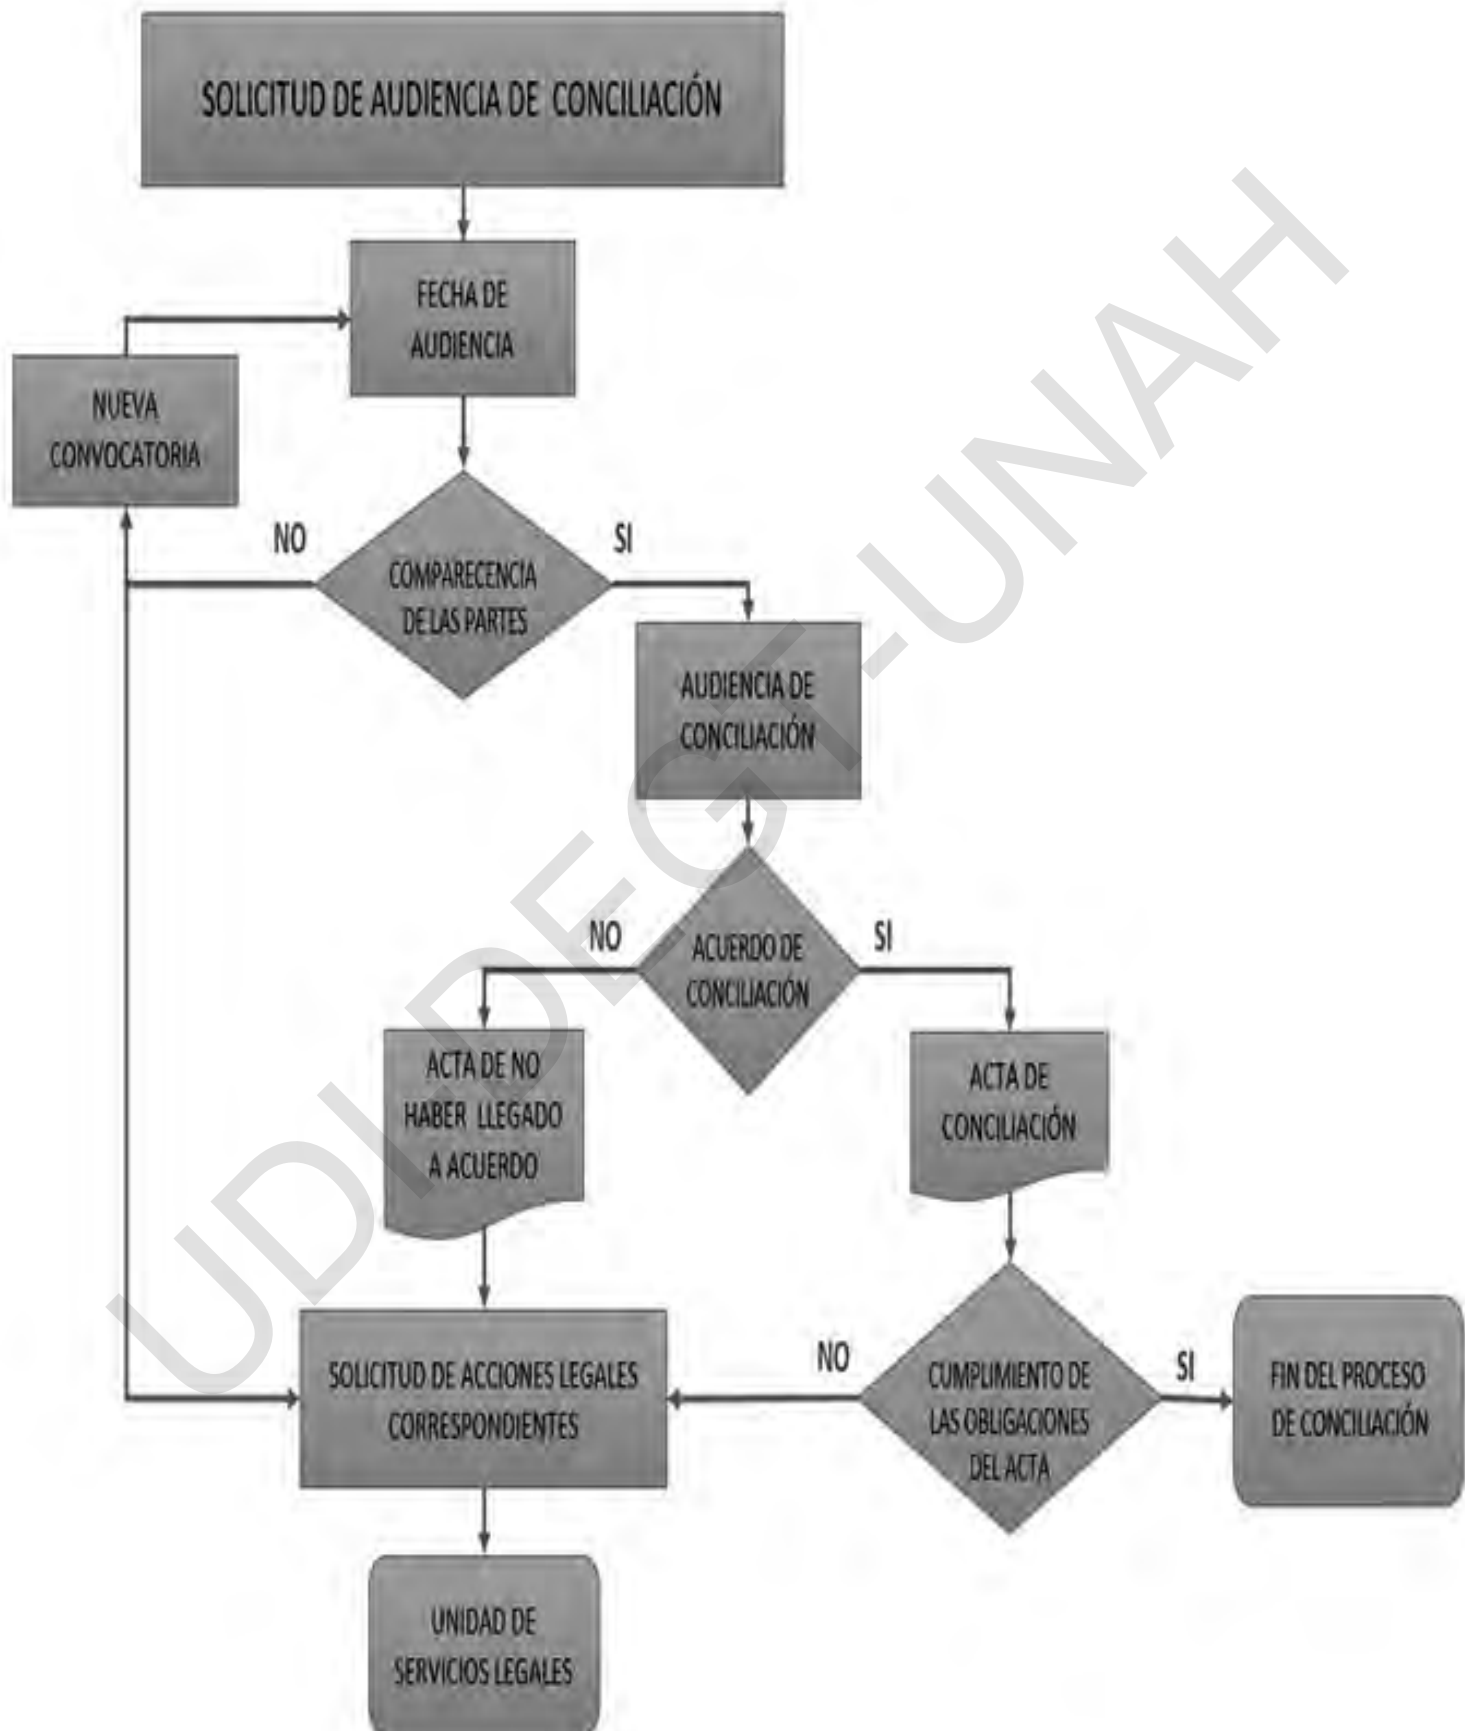 SOLICITUD DE AUDIENCIA DE CONCILIACIÓN
FECHA DE
AUDIENCIA
NUEVA
CONVOCATORIA
NO
SI
COMPARECENCIA
DE LAS PARTES
AUDIENCIA DE
CONCILIACIÓN
NO
SI
ACUERDO DE
CONCILIACIÓN
ACTA DE NO
HABER LLEGADO
A ACUERDO
ACTA DE
CONCILIACIÓN
SOLICITUD DE ACCIONES LEGALES
CORRESPONDIENTES
NO
CUMPLIMIENTO DE
LAS OBLIGACIONES
DEL ACTA
SI
FIN DEL PROCESO
DE CONCILIACIÓN
UNIDAD DE
SERVICIOS LEGALES
UDI-DEGT-UNAH